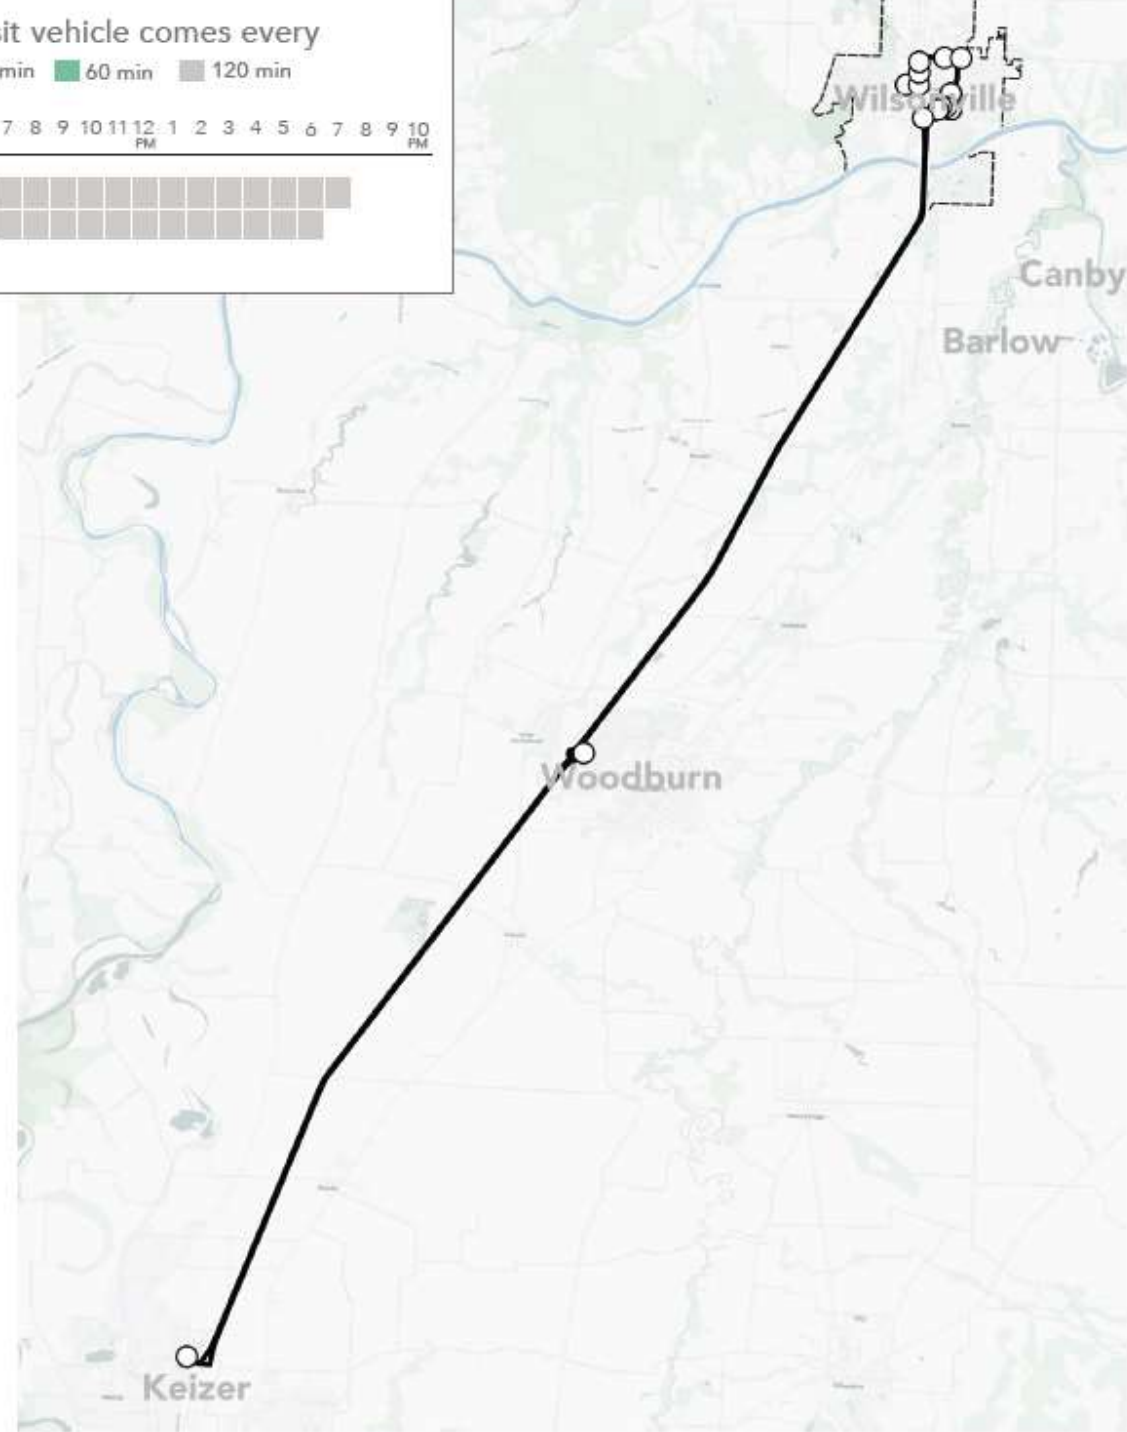 sit vehicle comes every
min 60 min 120 min
7 8 9 10 11 12 1 2 3 4 5 6 7 8 9 10
PM PM
Wilsonville
Canby
Barlow
Woodburn
Keizer